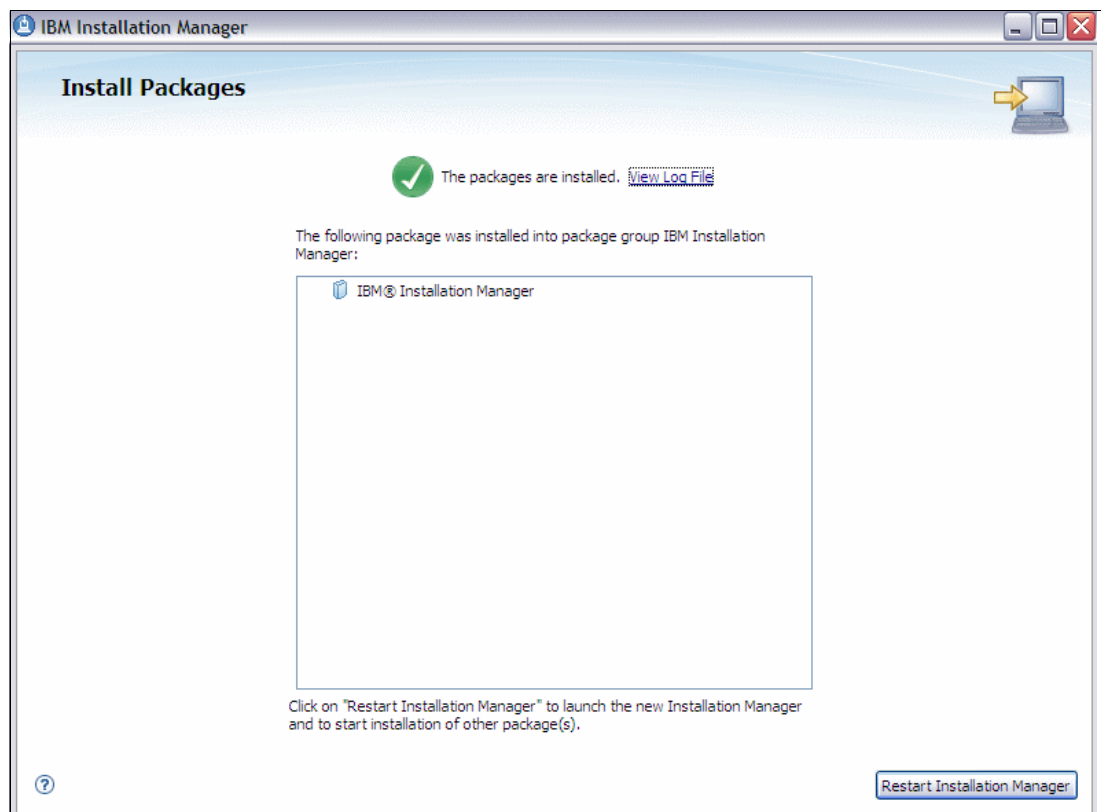 IBM Installation Manager
Install Packages
The packages are installed. View Log File
The following package was installed into package group IBM Installation
Manager:
IBM® Installation Manager
Click on "Restart Installation Manager" to launch the new Installation Manager
and to start installation of other package(s).
?
Restart Installation Manager